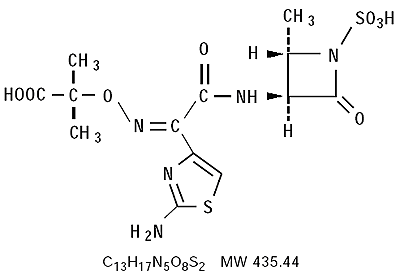 CH₃
SO₃H
O
H
N
CH₃
HOOC
C
O
C
NH
O
N
C
H
CH₃
N
S
H₂N
C₁₃H₁₇N₅O₈S₂ MW 435.44